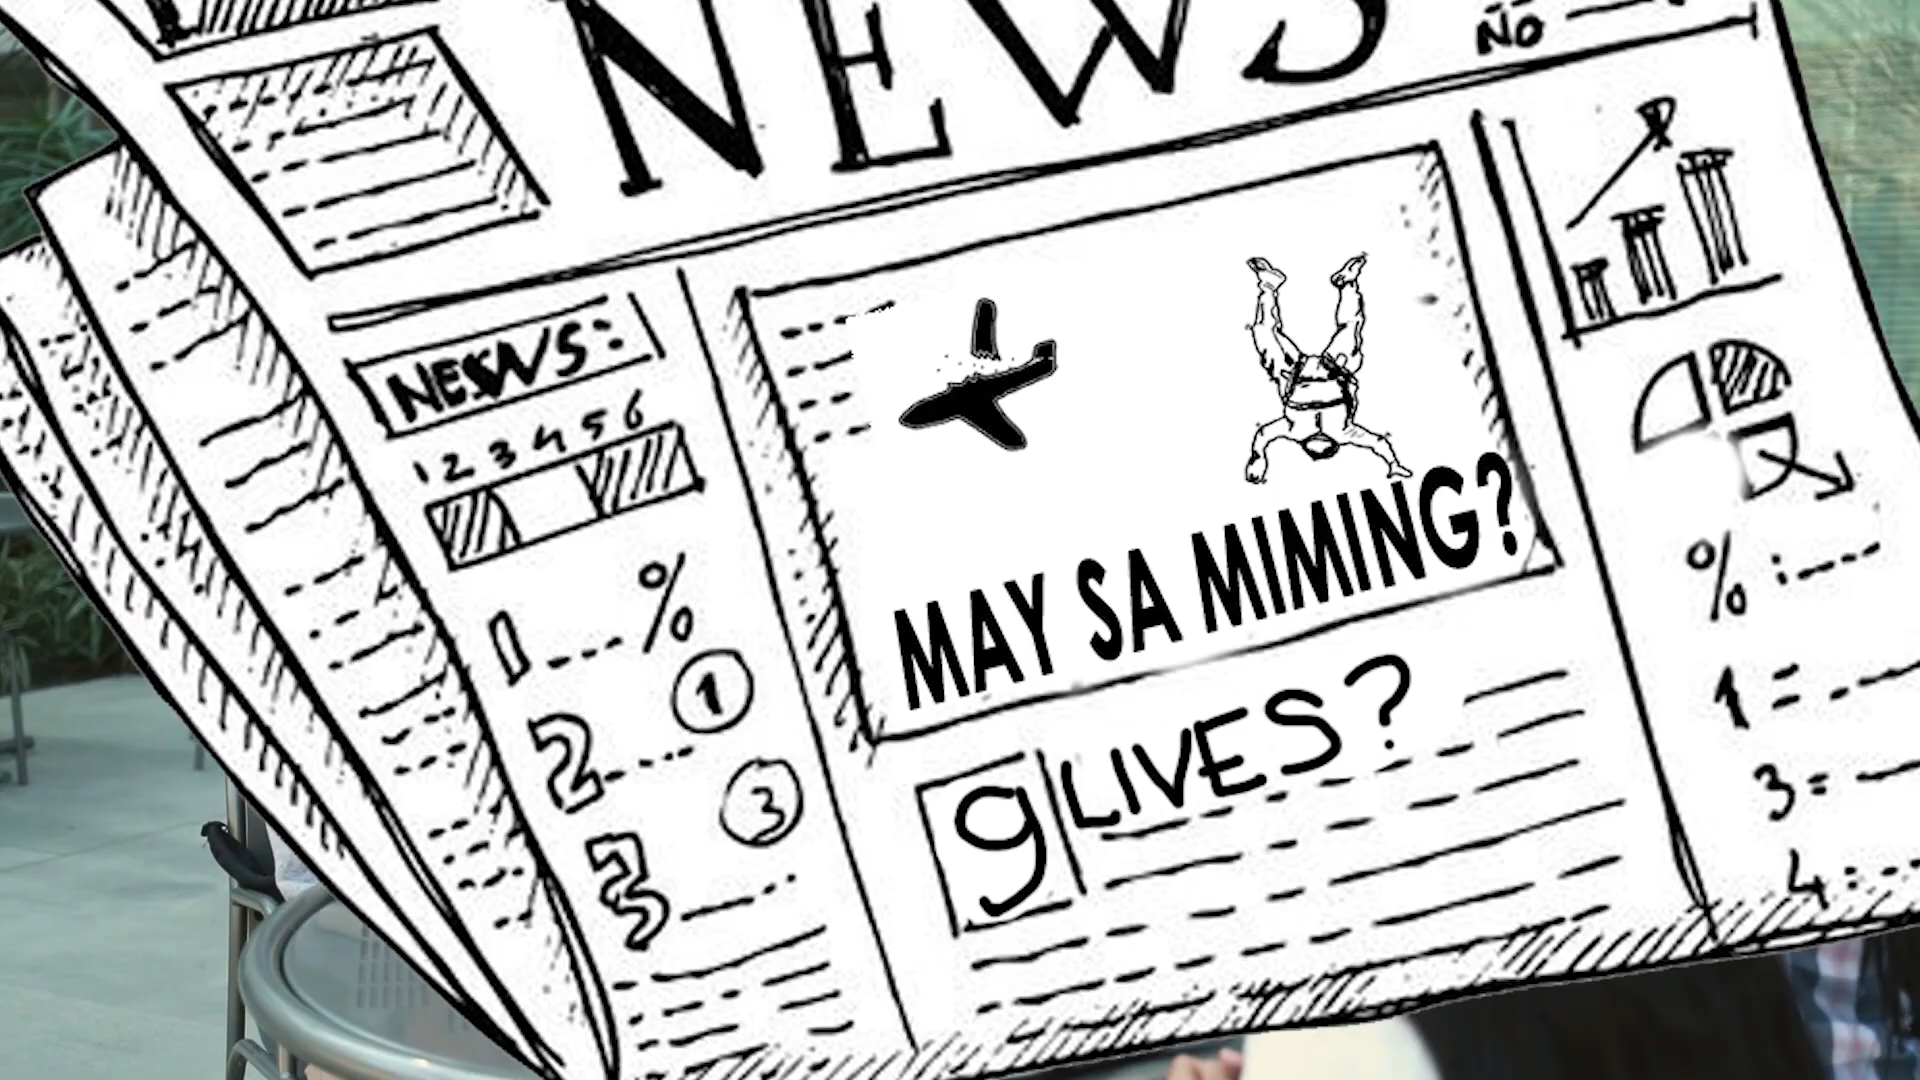 NEWS
NO
NEWS:
1 2 3 4 5 6
1 %
1
2
3
3
MAY SA MIMING?
9 LIVES?
% :
1 =
3 =
4 :